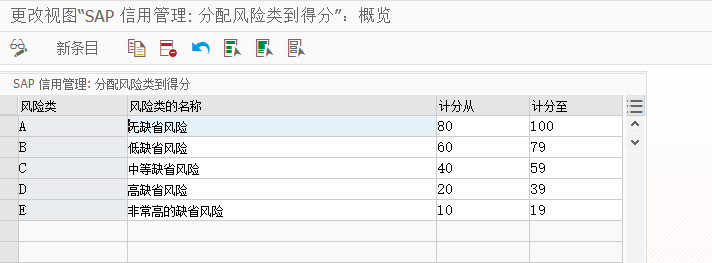 更改视图“SAP 信用管理: 分配风险类到得分”: 概览
新条目
SAP 信用管理: 分配风险类到得分
风险类 风险类的名称 计分从 计分至
A 无缺省风险 80 100
B 低缺省风险 60 79
C 中等缺省风险 40 59
D 高缺省风险 20 39
E 非常高的缺省风险 10 19